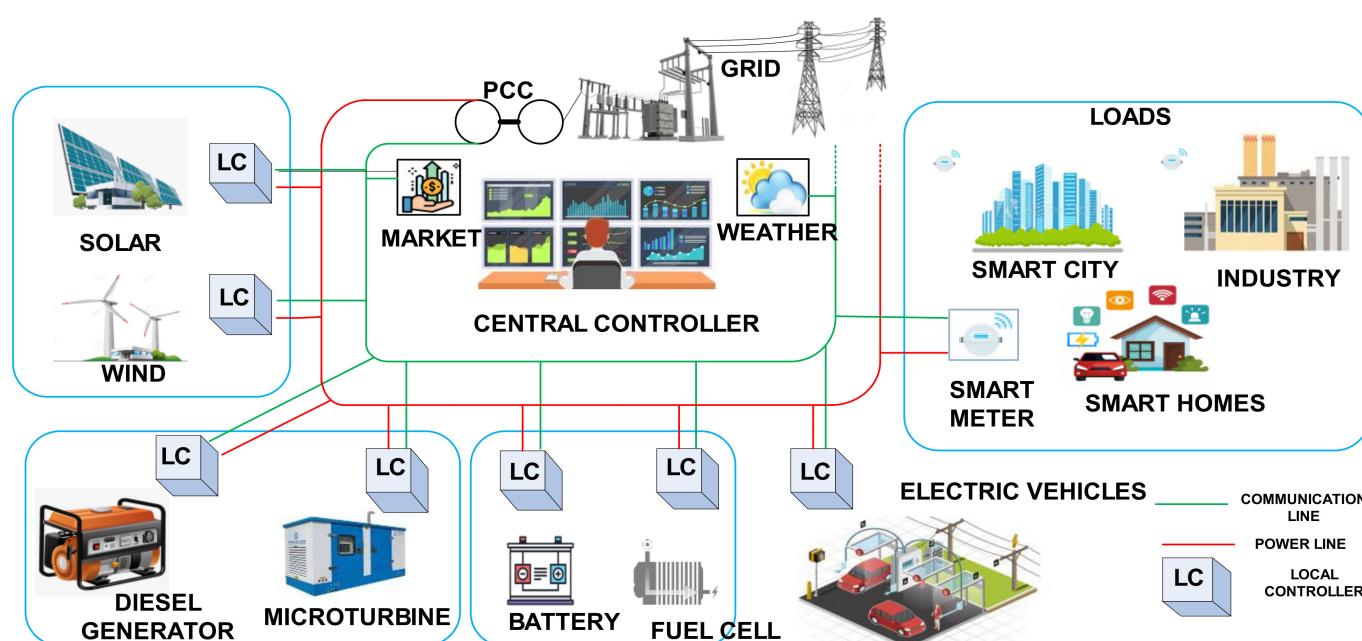 GRID
PCC
LOADS
LC
MARKET
WEATHER
SOLAR
SMART CITY
INDUSTRY
LC
CENTRAL CONTROLLER
WIND
SMART
METER
SMART HOMES
LC
LC
LC
LC
LC
ELECTRIC VEHICLES
COMMUNICATION
LINE
POWER LINE
LC
LOCAL
CONTROLLER
DIESEL
GENERATOR
MICROTURBINE
BATTERY
FUEL CELL